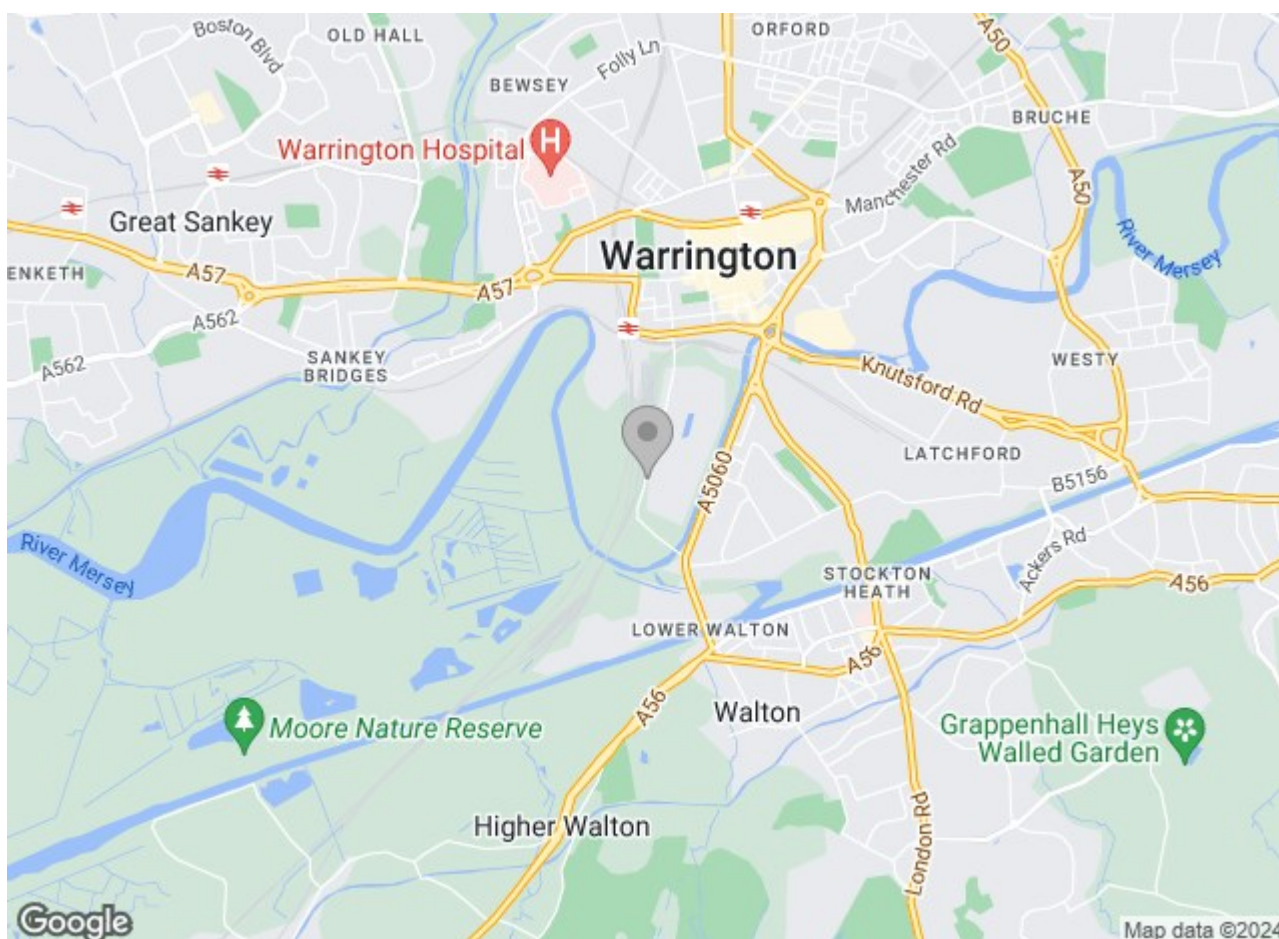 Boston Blvd
OLD HALL
Folly Ln
ORFORD
A50
BEWSEY
BRUCHE
Warrington Hospital
H
Manchester Rd
A50
Great Sankey
River Mersey
Warrington
ENKETH
A57
A57
A562
A562
SANKEY
BRIDGES
WESTY
Knutsford Rd
A5060
LATCHFORD
B5156
River Mersey
Ackers Rd
STOCKTON
HEATH
A56
LOWER WALTON
A56
A56
Walton
Moore Nature Reserve
Grappenhall Heys
Walled Garden
Higher Walton
London Rd
Google
Map data ©2024